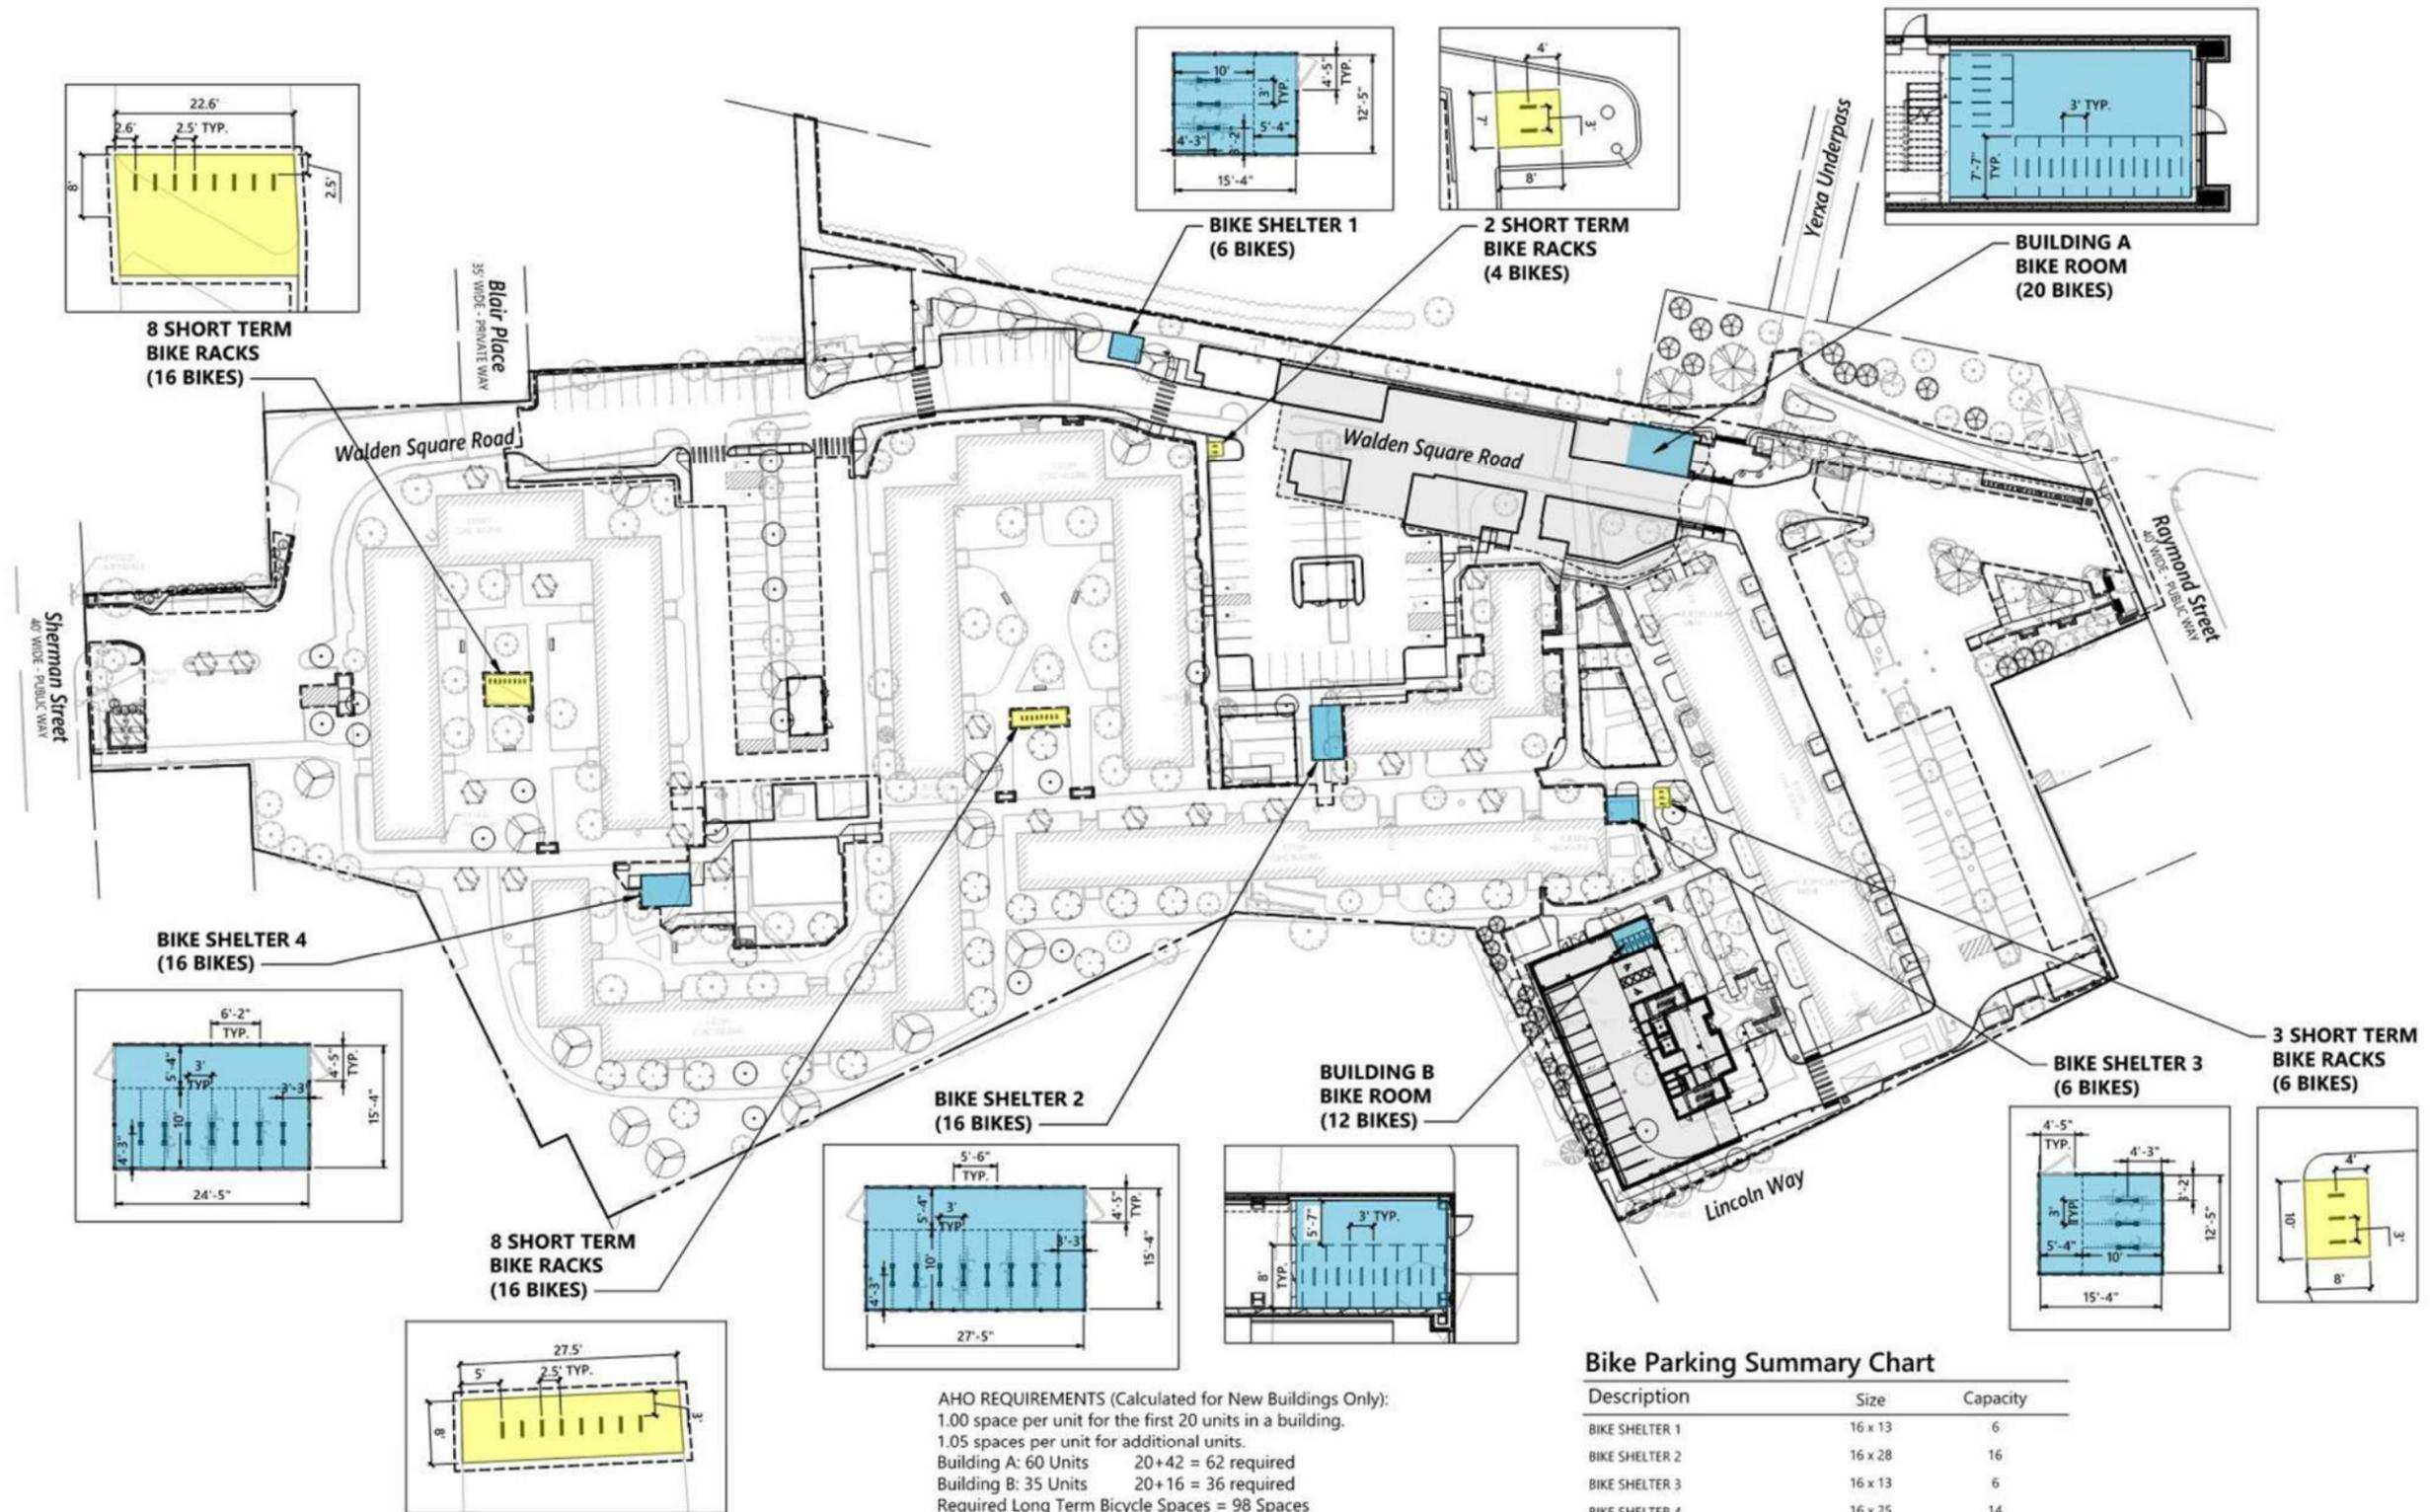 22.6'
2.6'
2.5' TYP.
8'
2.5'
8 SHORT TERM
BIKE RACKS
(16 BIKES)
Blair Place
35' WIDE - PRIVATE WAY
10'
3'
TYP.
4'-5"
TYP.
12'-5"
4'-3"
3'-2"
5'-4"
15'-4"
BIKE SHELTER 1
(6 BIKES)
4'
7'
3'
8'
2 SHORT TERM
BIKE RACKS
(4 BIKES)
Yerxa Underpass
3' TYP.
7'-7"
TYP.
BUILDING A
BIKE ROOM
(20 BIKES)
Walden Square Road
Walden Square Road
Raymond Street
40' WIDE - PUBLIC WAY
Sherman Street
40' WIDE - PUBLIC WAY
BIKE SHELTER 4
(16 BIKES)
6'-2"
TYP.
5'-4"
3'
TYP.
3'-3"
4'-5"
TYP.
10'
4'-3"
15'-4"
24'-5"
8 SHORT TERM
BIKE RACKS
(16 BIKES)
27.5'
5'
2.5' TYP.
8'
3'
BIKE SHELTER 2
(16 BIKES)
5'-6"
TYP.
5'-4"
3'
TYP.
3'-3"
4'-5"
TYP.
10'
4'-3"
15'-4"
27'-5"
BUILDING B
BIKE ROOM
(12 BIKES)
5'-7"
3' TYP.
8'
TYP.
Lincoln Way
BIKE SHELTER 3
(6 BIKES)
4'-5"
TYP.
4'-3"
3'-2"
3'
TYP.
5'-4"
10'
12'-5"
15'-4"
3 SHORT TERM
BIKE RACKS
(6 BIKES)
4'
10'
3'
8'
AHO REQUIREMENTS (Calculated for New Buildings Only):
1.00 space per unit for the first 20 units in a building.
1.05 spaces per unit for additional units.
Building A: 60 Units 20+42 = 62 required
Building B: 35 Units 20+16 = 36 required
Required Long Term Bicycle Spaces = 98 Spaces
Bike Parking Summary Chart
Description Size Capacity
BIKE SHELTER 1 16 x 13 6
BIKE SHELTER 2 16 x 28 16
BIKE SHELTER 3 16 x 13 6
BIKE SHELTER 4 16 x 25 14